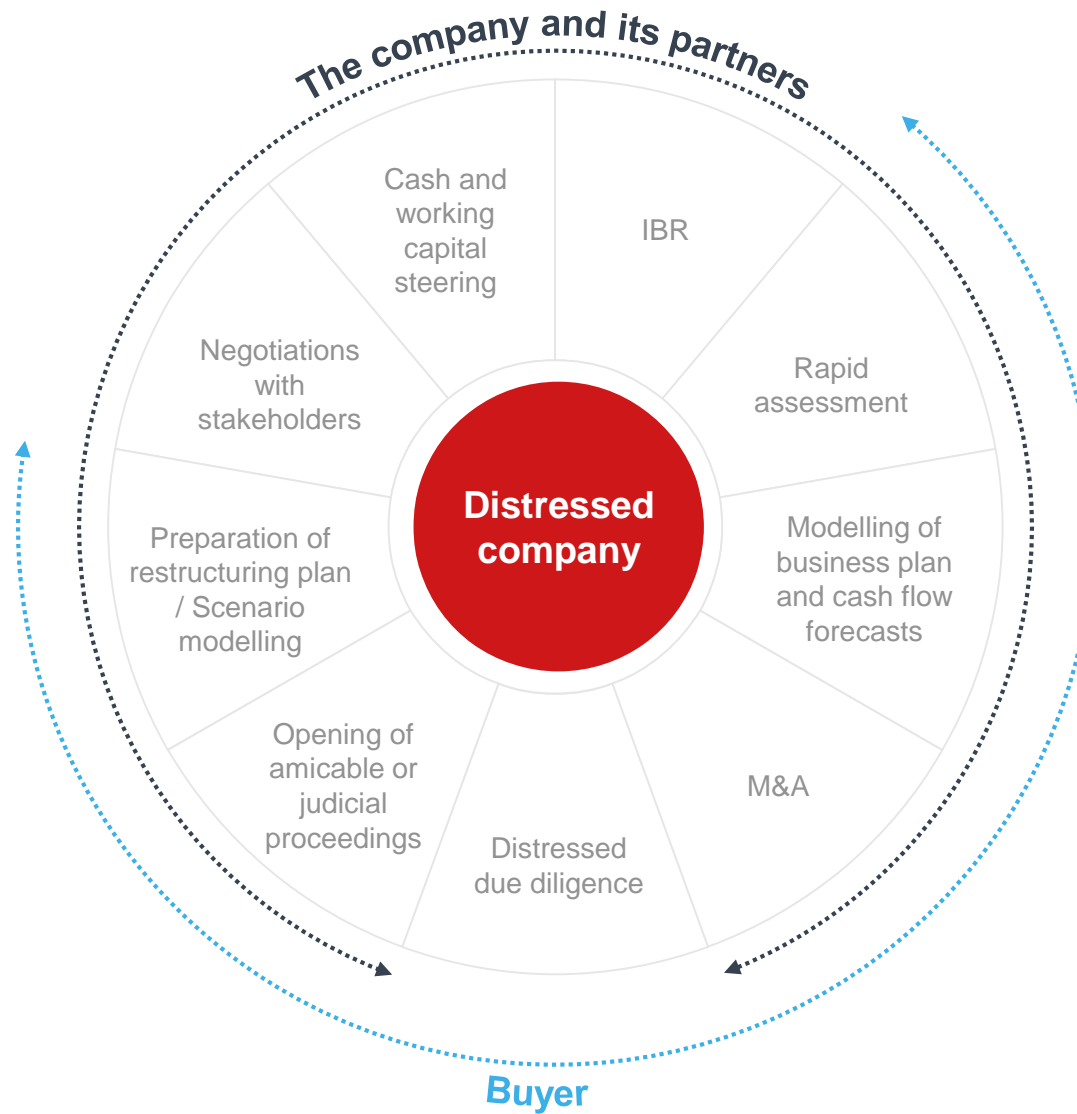 The company and its partners
Cash and
working
capital
steering
IBR
Rapid
assessment
Modelling of
business plan
and cash flow
forecasts
M&A
Distressed
due diligence
Opening of
amicable or
judicial
proceedings
Preparation of
restructuring plan
/ Scenario
modelling
Negotiations
with
stakeholders
Distressed
company
Buyer